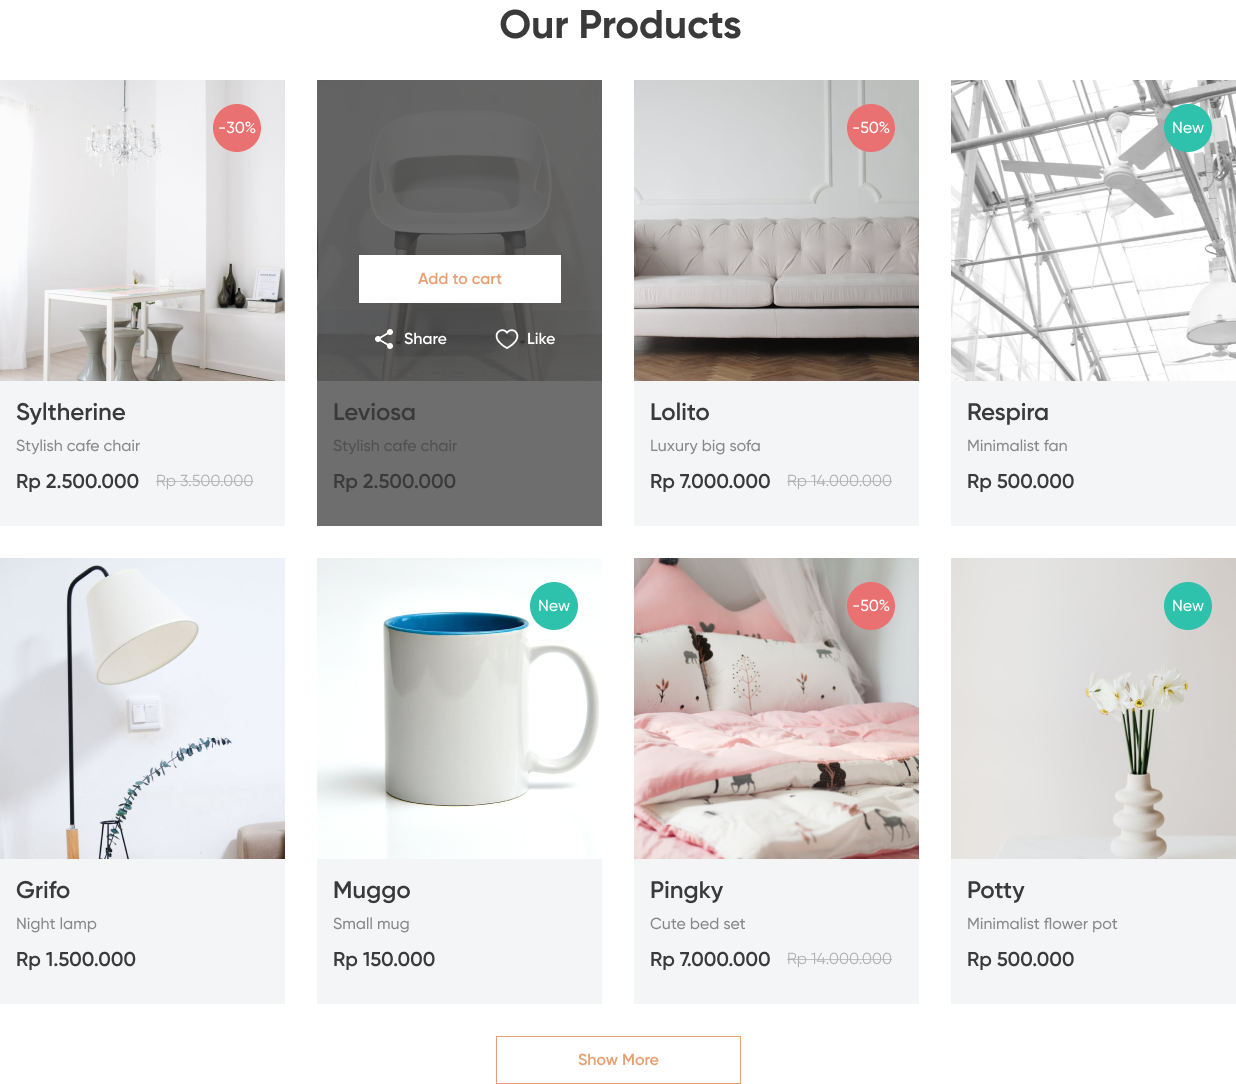 Our Products
-30%
Syltherine
Stylish cafe chair
Rp 2.500.000 Rp 3.500.000
Add to cart
Share Like
Leviosa
Stylish cafe chair
Rp 2.500.000
-50%
Lolito
Luxury big sofa
Rp 7.000.000 Rp 14.000.000
New
Respira
Minimalist fan
Rp 500.000
Grifo
Night lamp
Rp 1.500.000
New
Muggo
Small mug
Rp 150.000
-50%
Pingky
Cute bed set
Rp 7.000.000 Rp 14.000.000
New
Potty
Minimalist flower pot
Rp 500.000
Show More